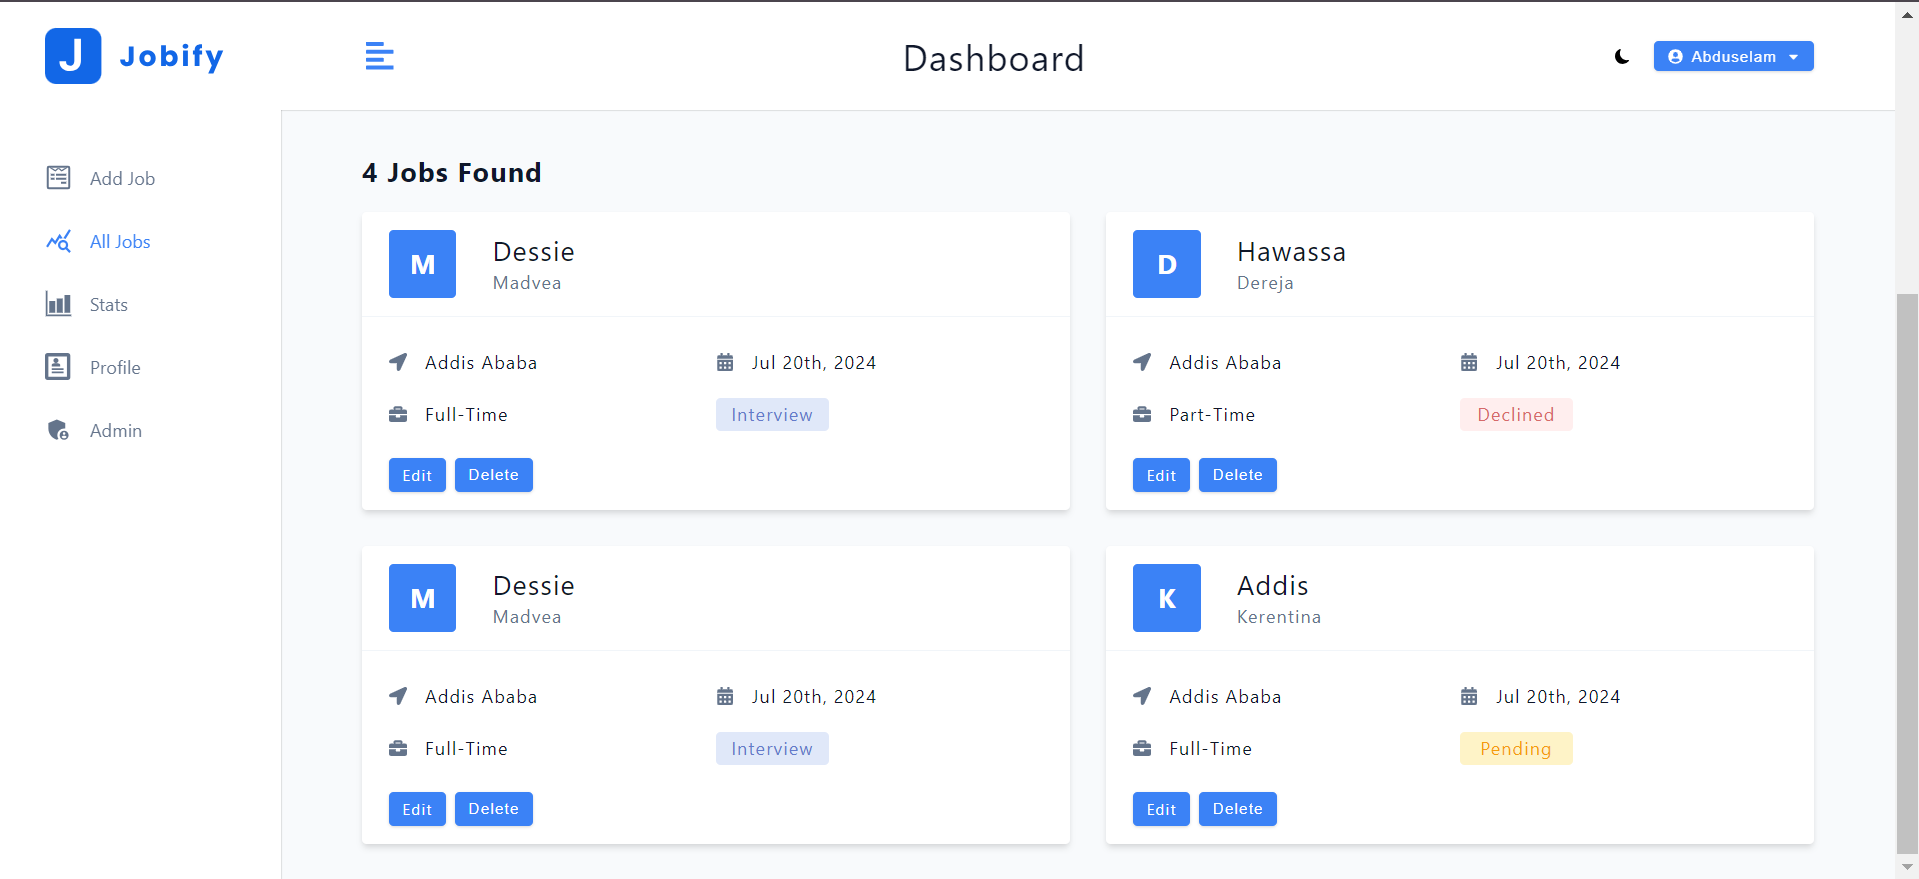 J Jobify
Dashboard
Abduselam
Add Job
All Jobs
Stats
Profile
Admin
4 Jobs Found
M
Dessie
Madvea
Addis Ababa
Jul 20th, 2024
Full-Time
Interview
Edit
Delete
D
Hawassa
Dereja
Addis Ababa
Jul 20th, 2024
Part-Time
Declined
Edit
Delete
M
Dessie
Madvea
Addis Ababa
Jul 20th, 2024
Full-Time
Interview
Edit
Delete
K
Addis
Kerentina
Addis Ababa
Jul 20th, 2024
Full-Time
Pending
Edit
Delete